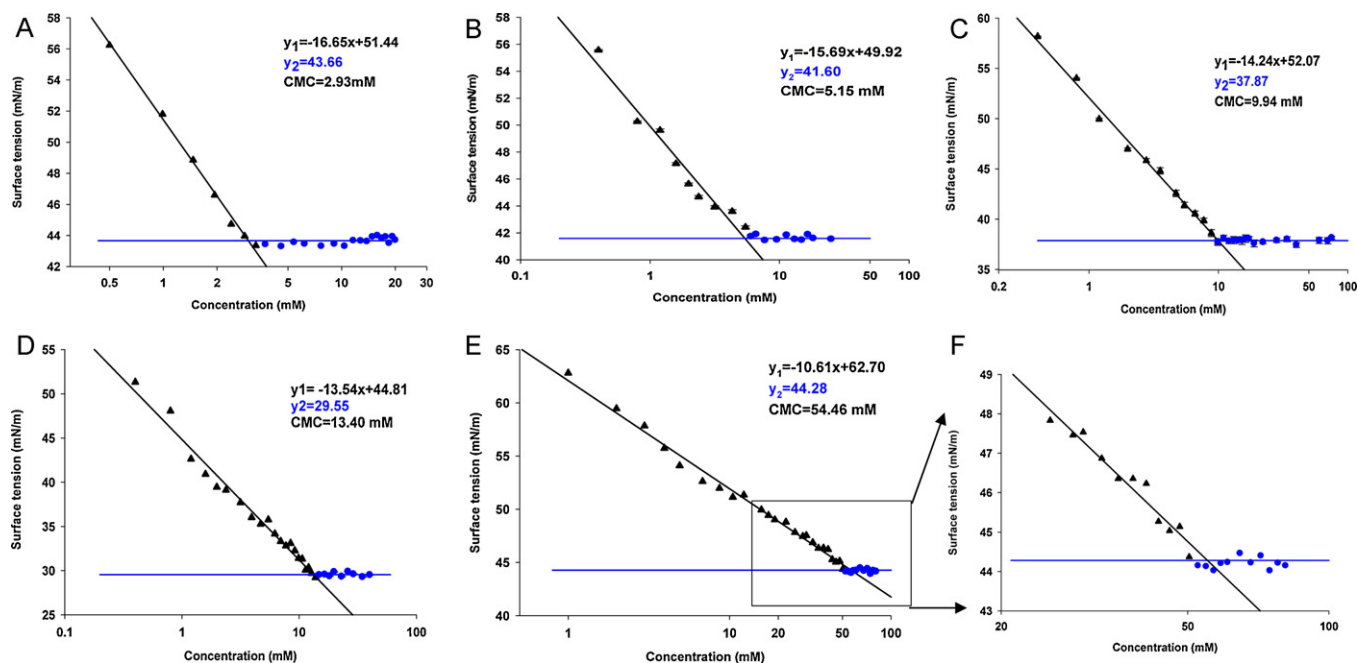 A
58
56
54
52
50
48
46
44
42
Surface tension (mN/m)
y1=-16.65x+51.44
y2=43.66
CMC=2.93mM
0.5
1
2
10
20
30
Concentration (mM)
B
58
56
54
52
50
48
46
44
42
40
Surface tension (mN/m)
y1=-15.69x+49.92
y2=41.60
CMC=5.15 mM
0.1
1
10
50
100
Concentration (mM)
C
60
55
50
45
40
35
Surface tension (mN/m)
y1=-14.24x+52.07
y2=37.87
CMC=9.94 mM
0.2
1
10
50
100
Concentration (mM)
D
55
50
45
40
35
30
25
Surface tension (mN/m)
y1= -13.54x+44.81
y2=29.55
CMC=13.40 mM
0.1
1
10
100
Concentration (mM)
E
65
60
55
50
45
40
Surface tension (mN/m)
y1=-10.61x+62.70
y2=44.28
CMC=54.46 mM
1
10
20
50
100
Concentration (mM)
F
49
48
47
46
45
44
43
Surface tension (mN/m)
20
50
100
Concentration (mM)